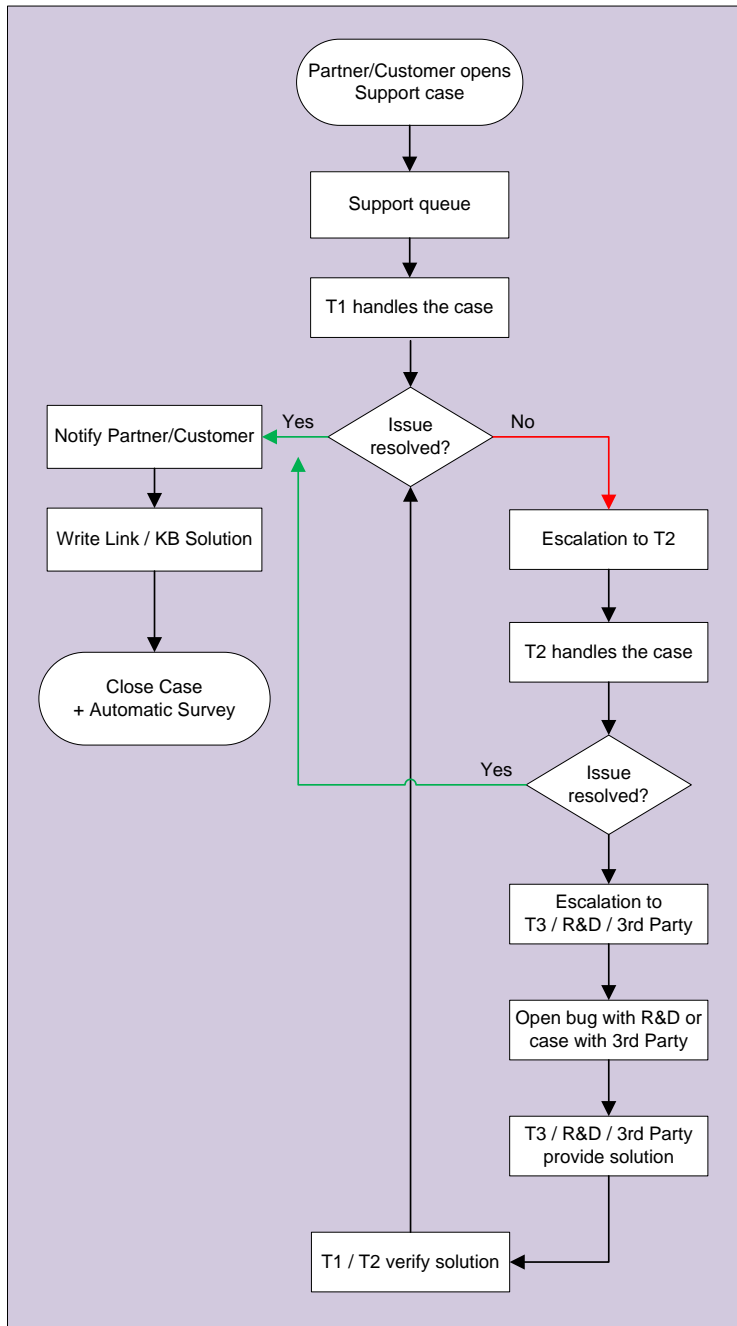 Partner/Customer opens
Support case
Support queue
T1 handles the case
Issue
resolved?
Yes
No
Notify Partner/Customer
Write Link / KB Solution
Close Case
+ Automatic Survey
Escalation to T2
T2 handles the case
Issue
resolved?
Yes
Escalation to
T3 / R&D / 3rd Party
Open bug with R&D or
case with 3rd Party
T3 / R&D / 3rd Party
provide solution
T1 / T2 verify solution